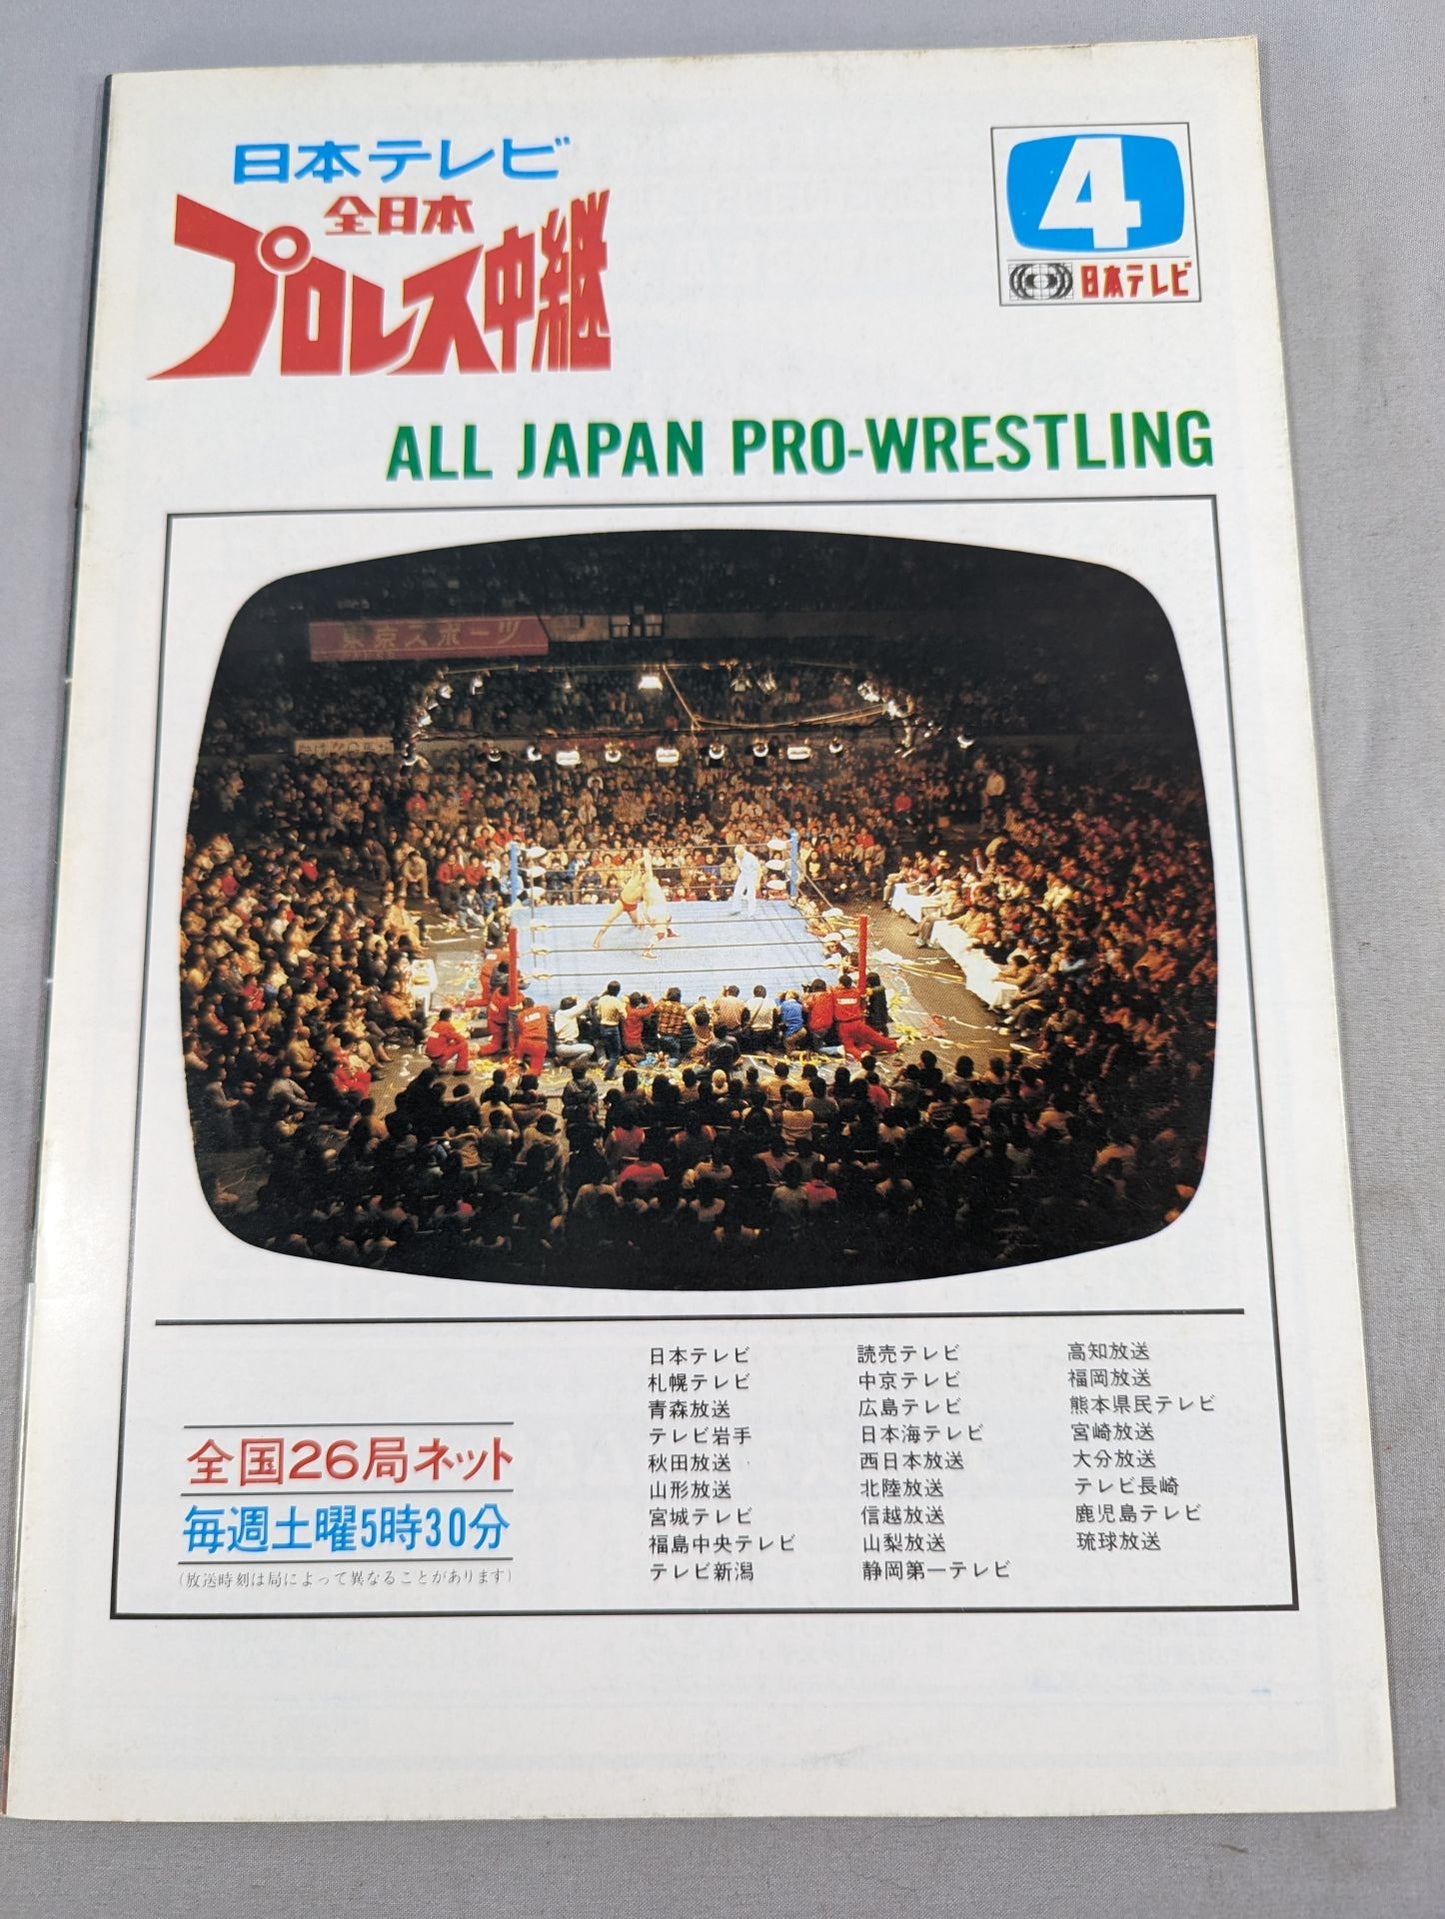 日本テレビ
全日本
プロレス中継
4
日本テレビ
ALL JAPAN PRO-WRESTLING
東京スポーツ
全国26局ネット
毎週土曜5時30分
(放送時刻は局によって異なることがあります)
日本テレビ
札幌テレビ
青森放送
テレビ岩手
秋田放送
山形放送
宮城テレビ
福島中央テレビ
テレビ新潟
読売テレビ
中京テレビ
広島テレビ
日本海テレビ
西日本放送
北陸放送
信越放送
山梨放送
静岡第一テレビ
高知放送
福岡放送
熊本県民テレビ
宮崎放送
大分放送
テレビ長崎
鹿児島テレビ
琉球放送